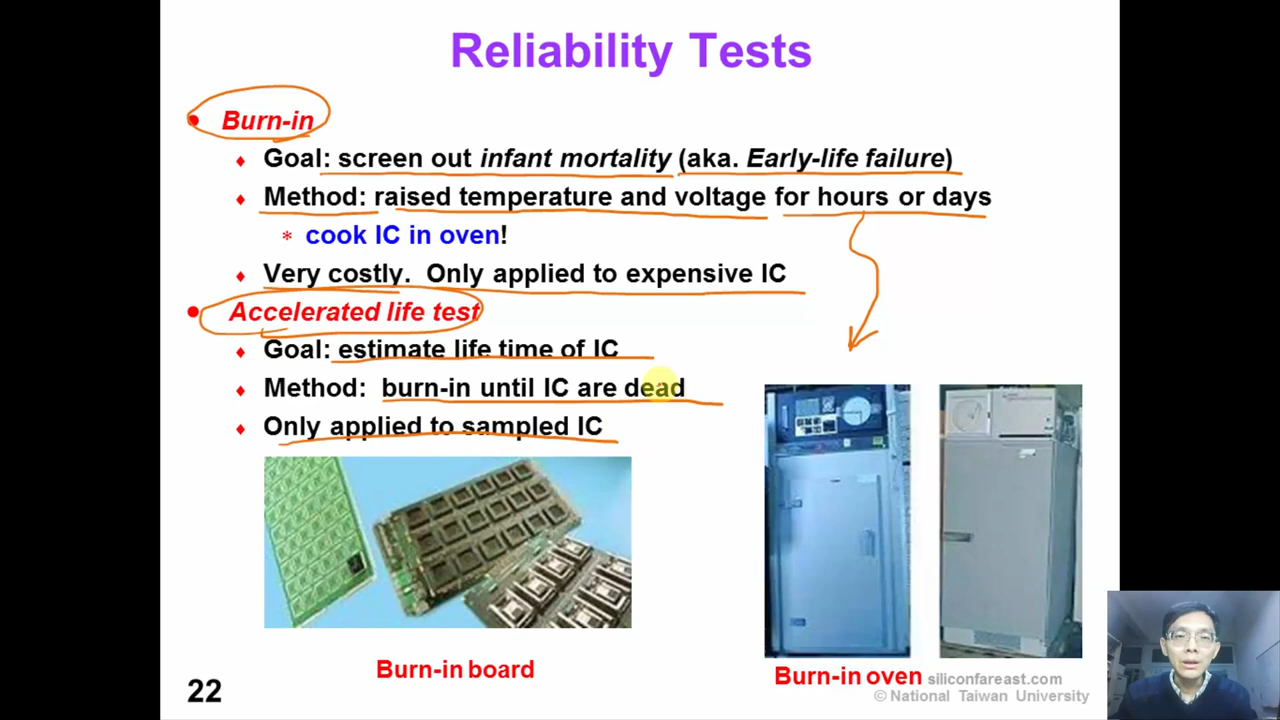 Reliability Tests
• Burn-in
♦ Goal: screen out infant mortality (aka. Early-life failure)
♦ Method: raised temperature and voltage for hours or days
* cook IC in oven!
♦ Very costly. Only applied to expensive IC
• Accelerated life test
♦ Goal: estimate life time of IC
♦ Method: burn-in until IC are dead
♦ Only applied to sampled IC
Burn-in board
Burn-in oven siliconfareast.com
22
© National Taiwan University